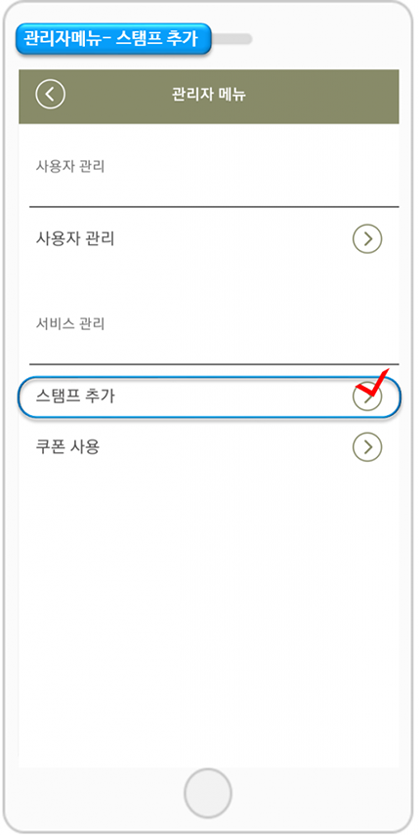 관리자메뉴- 스탬프 추가
관리자 메뉴
사용자 관리
사용자 관리
서비스 관리
스탬프 추가
쿠폰 사용